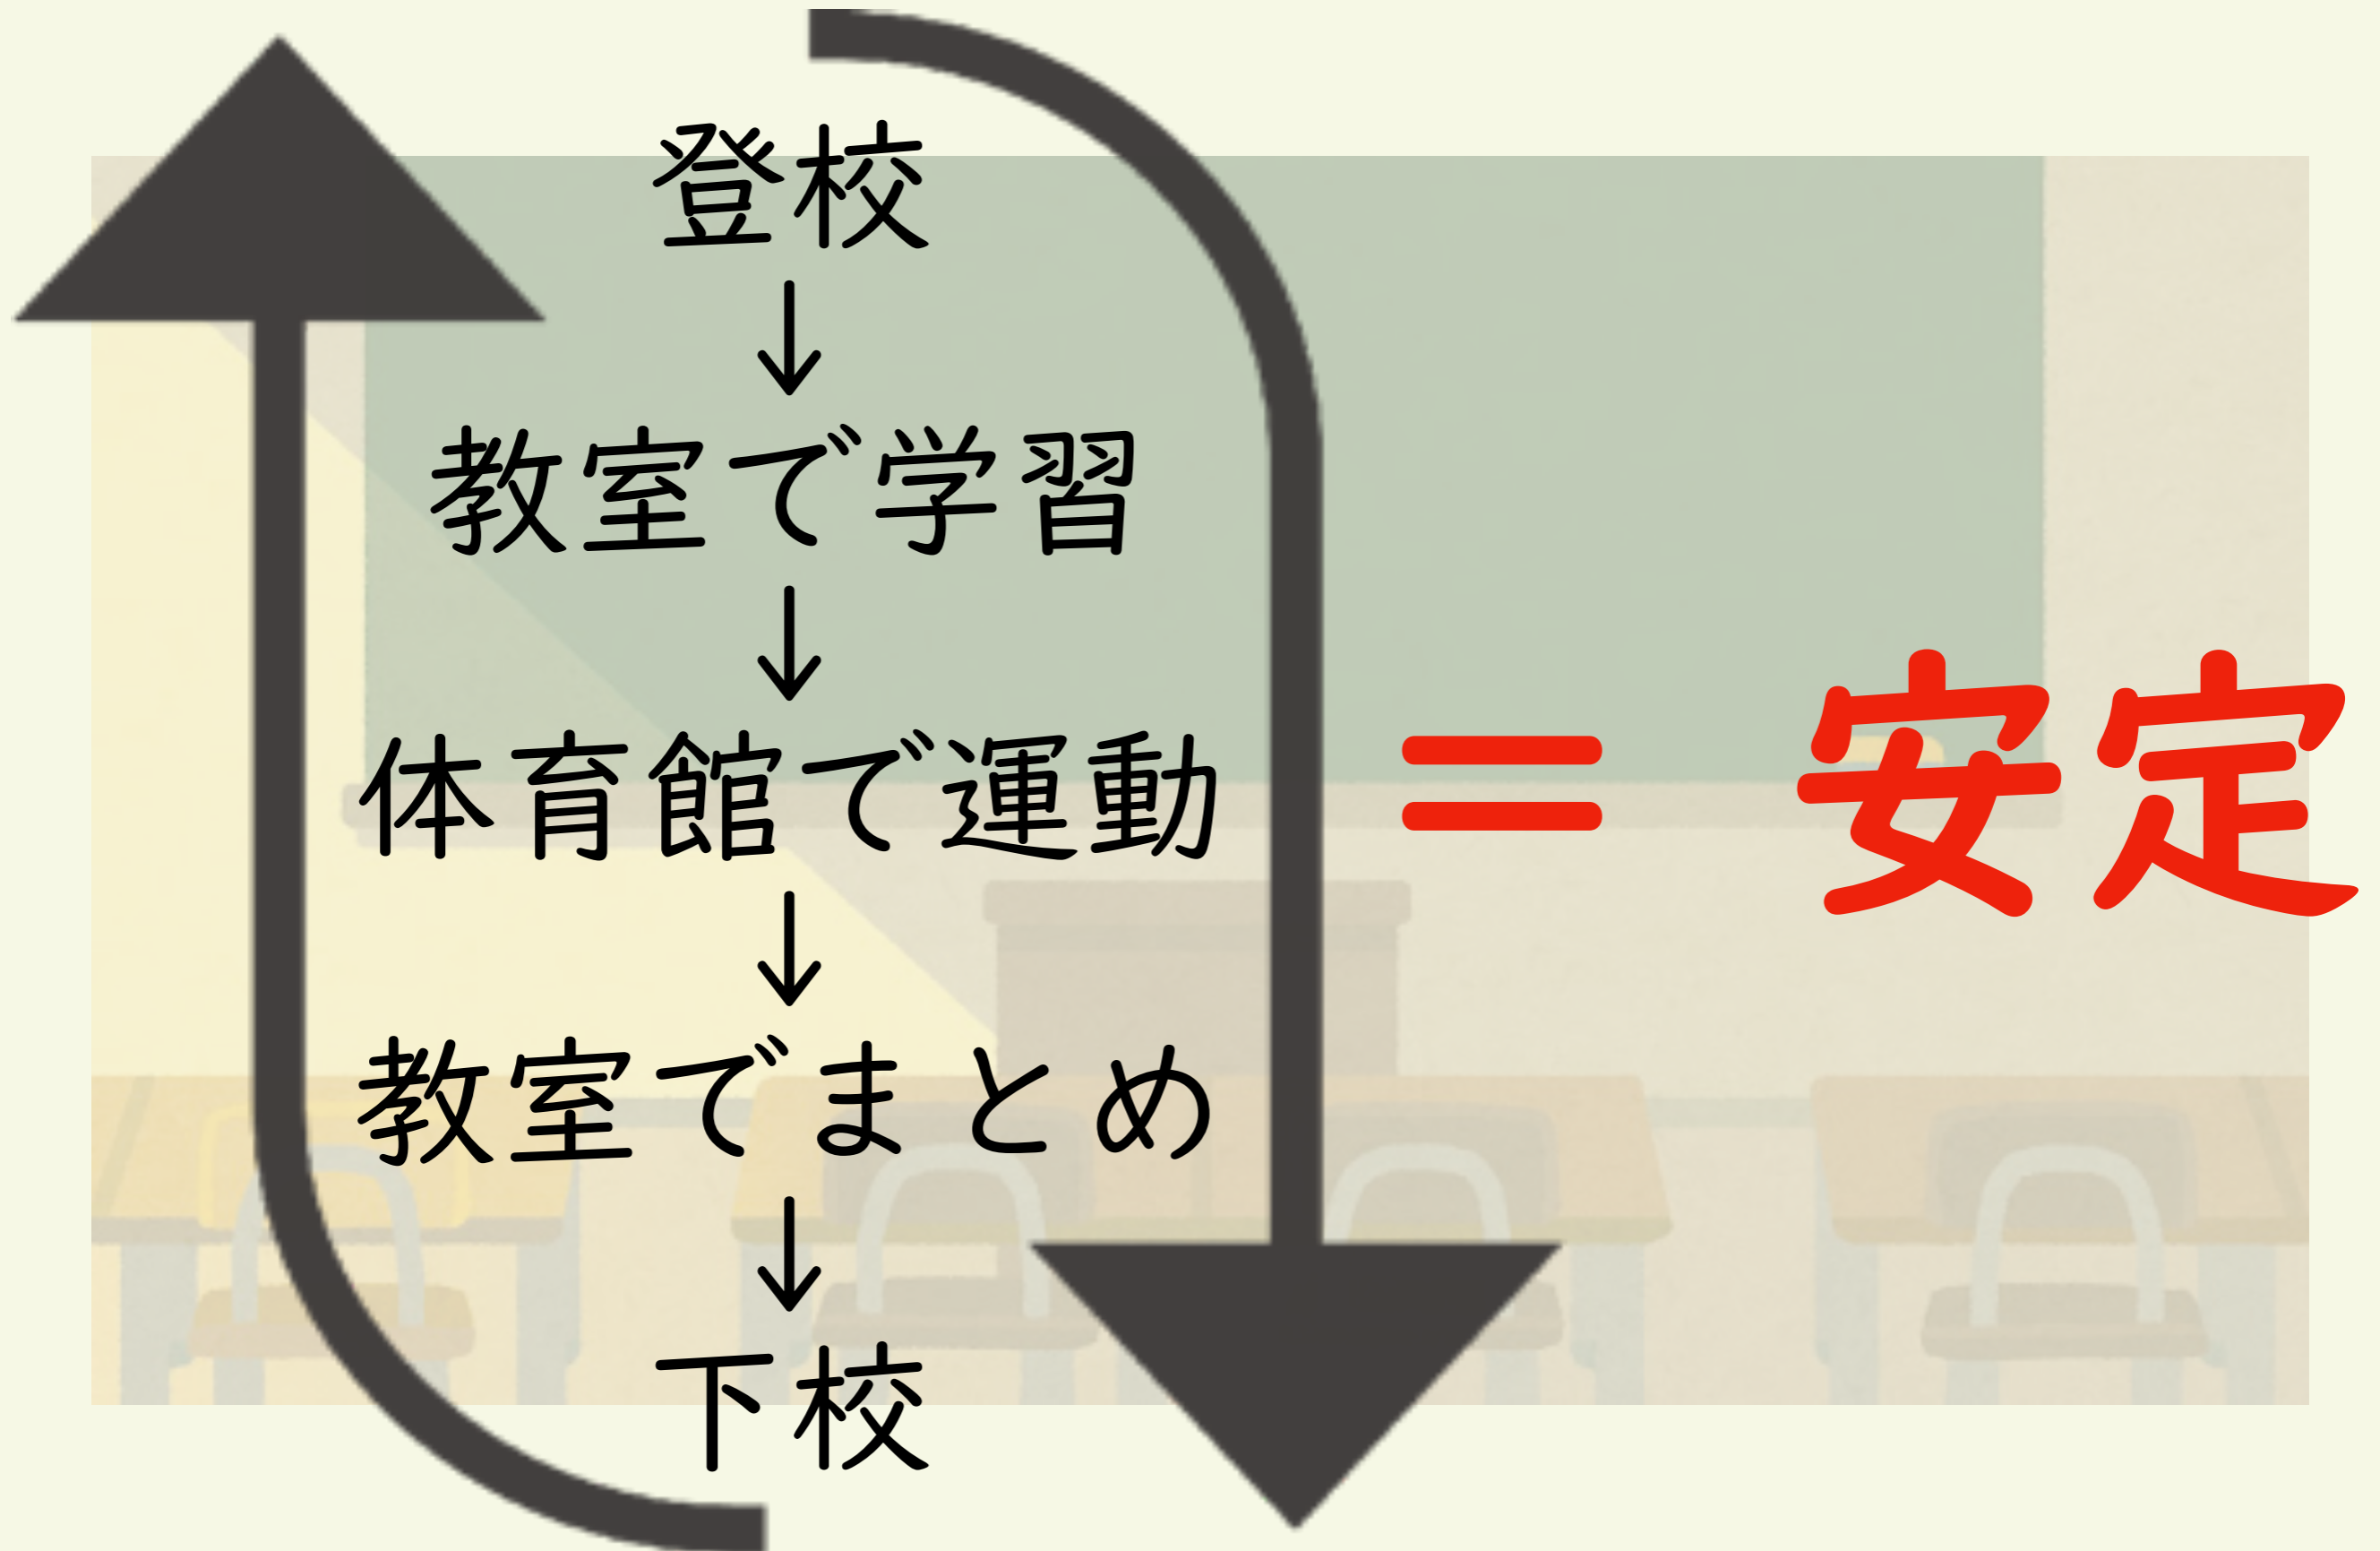 登校
↓
教室で学習
↓
体育館で運動
↓
教室でまとめ
↓
下校
= 安定